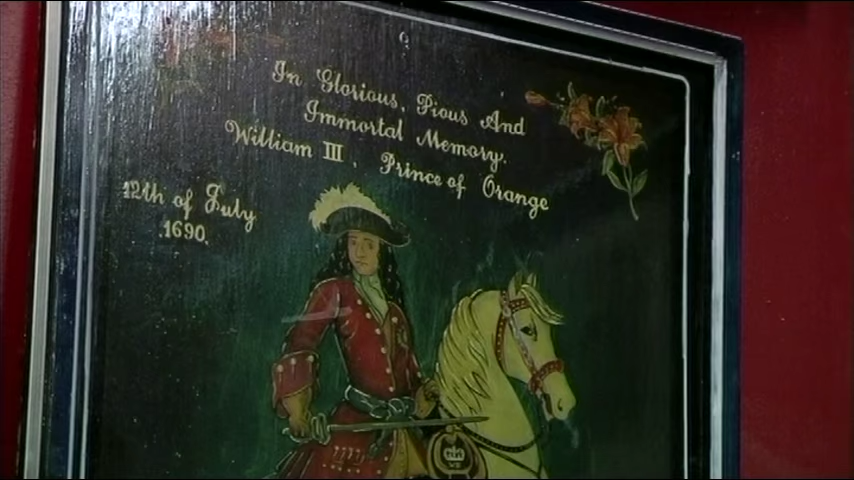 In Glorious, Pious And
Immortal Memory.
William III, Prince of Orange
12th of July
1690.